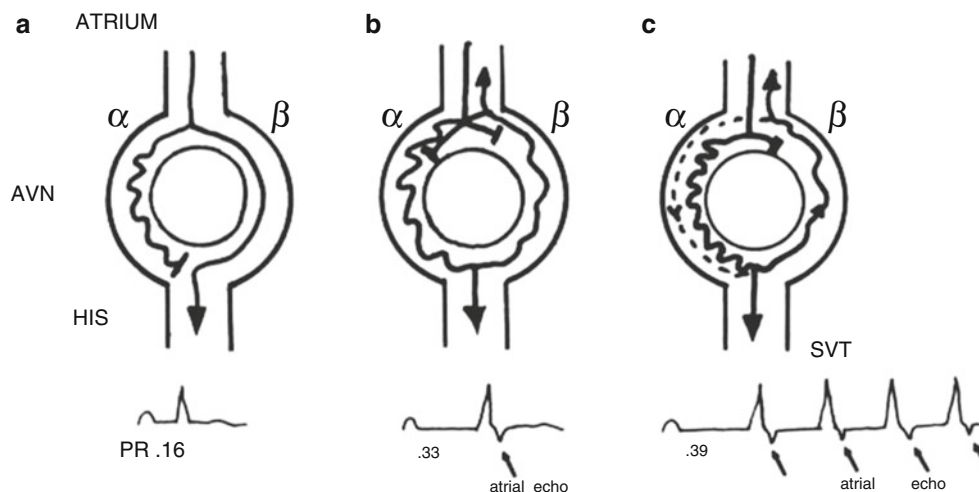 a ATRIUM
b
c
α β
α β
α β
AVN
HIS
SVT
PR .16
.33
.39
atrial echo
atrial echo